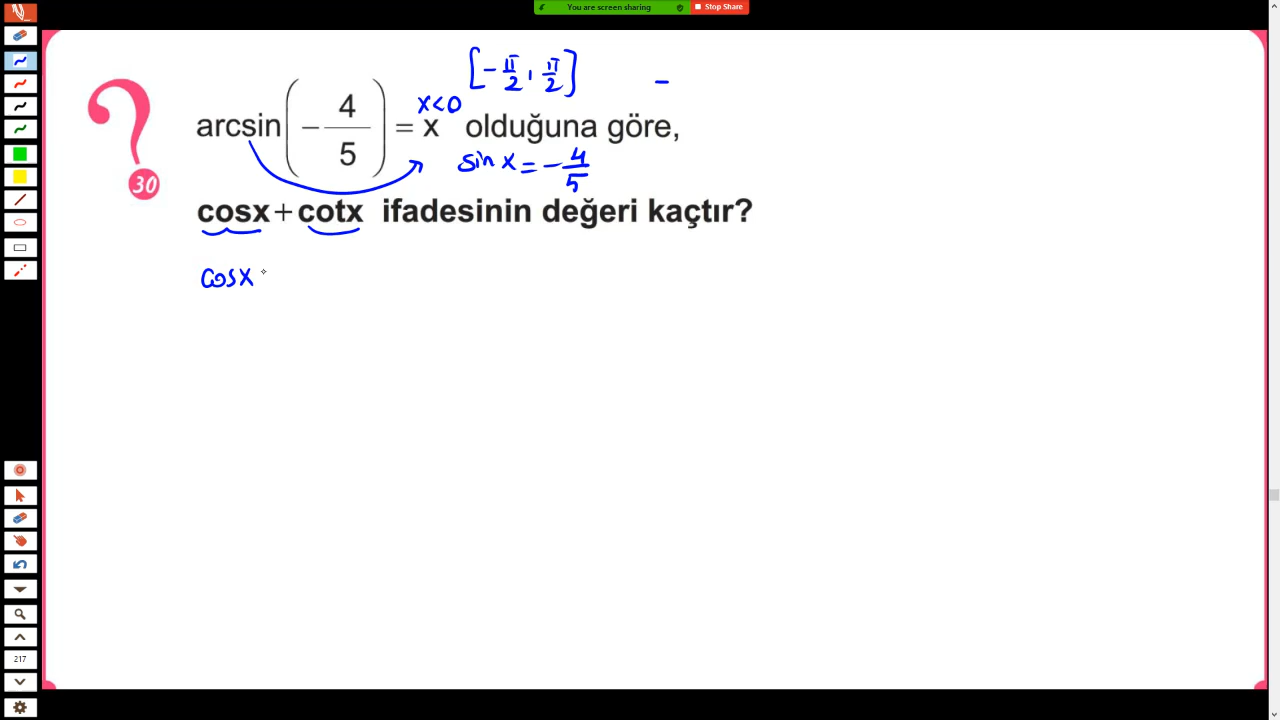 You are screen sharing Stop Share
[-π/2, π/2] -
x<0
arcsin(-4/5) = x olduğuna göre,
sin x = -4/5
30
cosx+cotx ifadesinin değeri kaçtır?
cosx
217